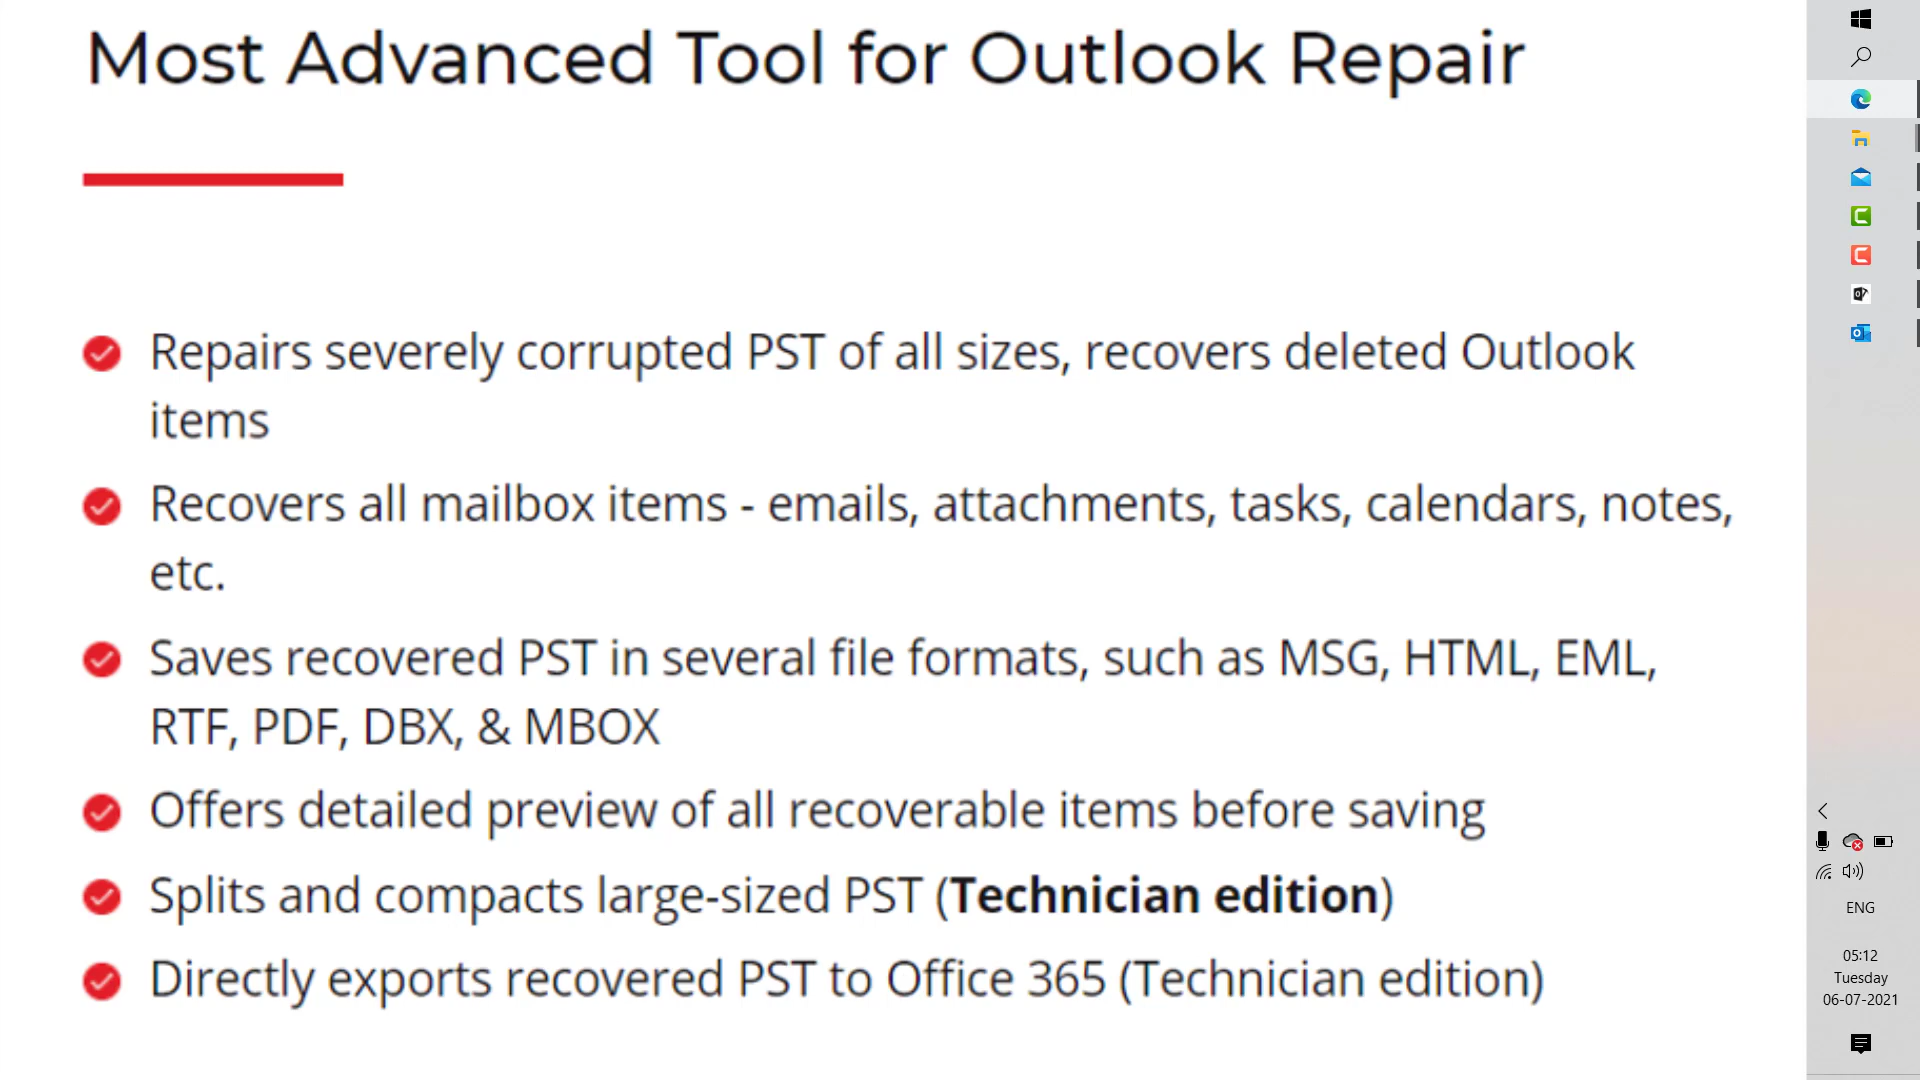 Most Advanced Tool for Outlook Repair
Repairs severely corrupted PST of all sizes, recovers deleted Outlook
items
Recovers all mailbox items - emails, attachments, tasks, calendars, notes,
etc.
Saves recovered PST in several file formats, such as MSG, HTML, EML,
RTF, PDF, DBX, & MBOX
Offers detailed preview of all recoverable items before saving
Splits and compacts large-sized PST (Technician edition)
Directly exports recovered PST to Office 365 (Technician edition)
ENG
05:12
Tuesday
06-07-2021